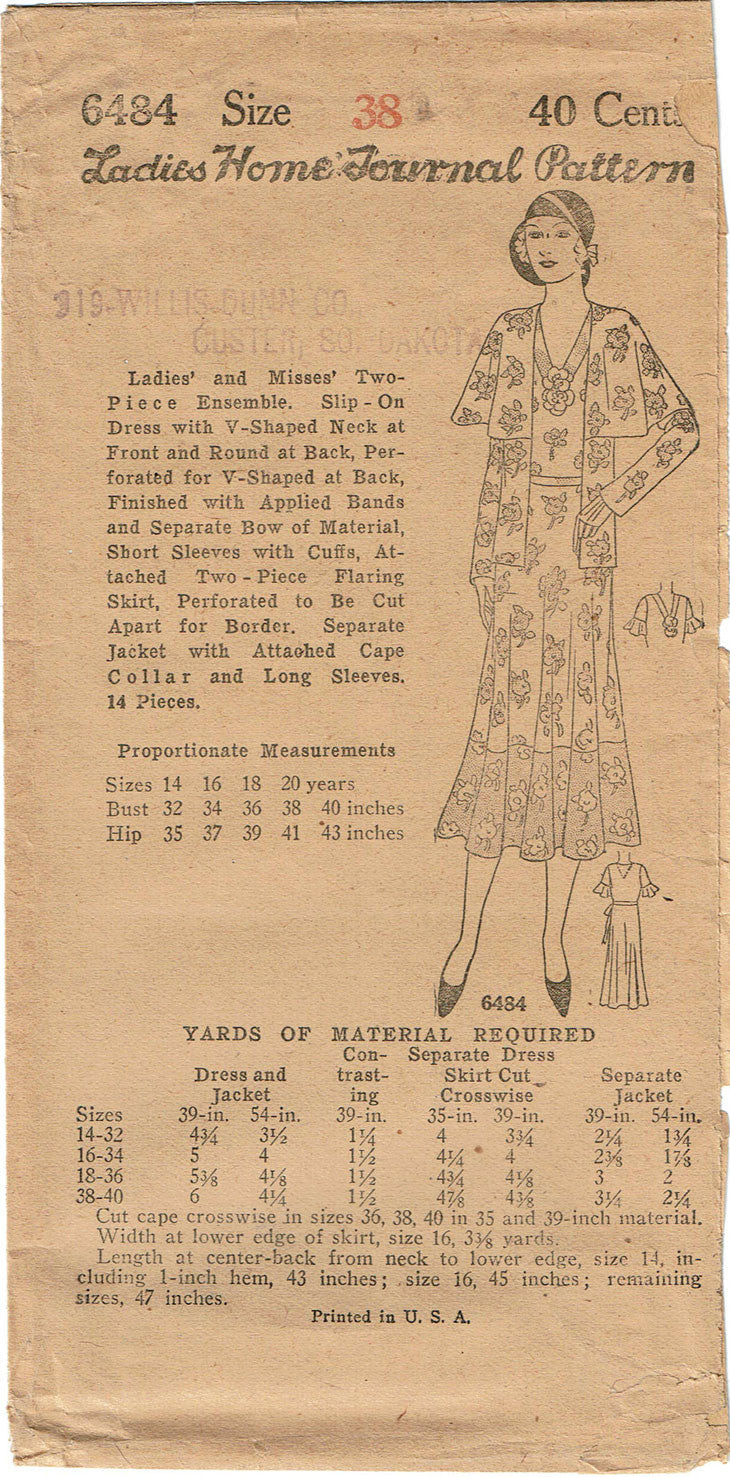 6484 Size 38 40 Cents
Ladies Home Journal Pattern
919-WILLIS-DUNN CO.
CUSTER, SO. DAKOTA
Ladies' and Misses' Two-
Piece Ensemble. Slip-On
Dress with V-Shaped Neck at
Front and Round at Back, Per-
forated for V-Shaped at Back,
Finished with Applied Bands
and Separate Bow of Material,
Short Sleeves with Cuffs, At-
tached Two-Piece Flaring
Skirt, Perforated to Be Cut
Apart for Border. Separate
Jacket with Attached Cape
Collar and Long Sleeves.
14 Pieces.
Proportionate Measurements
Sizes 14 16 18 20 years
Bust 32 34 36 38 40 inches
Hip 35 37 39 41 43 inches
6484
YARDS OF MATERIAL REQUIRED
Con- Separate Dress
Dress and trast- Skirt Cut Separate
Jacket ing Crosswise Jacket
Sizes 39-in. 54-in. 39-in. 35-in. 39-in. 39-in. 54-in.
14-32 4¾ 3½ 1¼ 4 3¾ 2¼ 1¾
16-34 5 4 1½ 4¼ 4 2⅜ 1⅞
18-36 5⅜ 4⅛ 1½ 4¾ 4⅛ 3 2
38-40 6 4¼ 1½ 4⅞ 4⅜ 3¼ 2¼
Cut cape crosswise in sizes 36, 38, 40 in 35 and 39-inch material.
Width at lower edge of skirt, size 16, 3⅜ yards.
Length at center-back from neck to lower edge, size 14, in-
cluding 1-inch hem, 43 inches; size 16, 45 inches; remaining
sizes, 47 inches.
Printed in U. S. A.